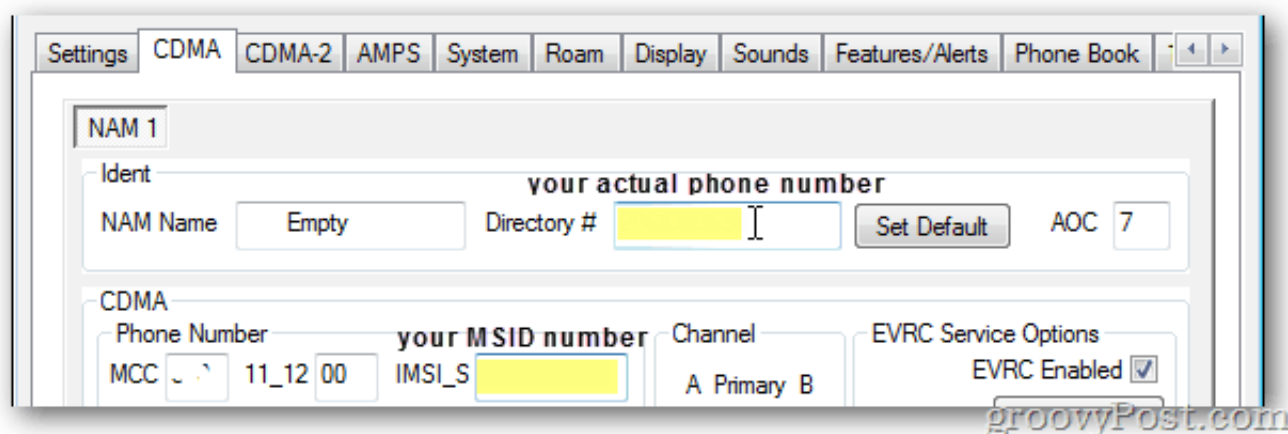 Settings CDMA CDMA-2 AMPS System Roam Display Sounds Features/Alerts Phone Book
NAM 1
Ident
your actual phone number
NAM Name Empty Directory # Set Default AOC 7
CDMA
Phone Number your MSID number Channel EVRC Service Options
MCC 11_12 00 IMSI_S A Primary B EVRC Enabled
groovyPost.com